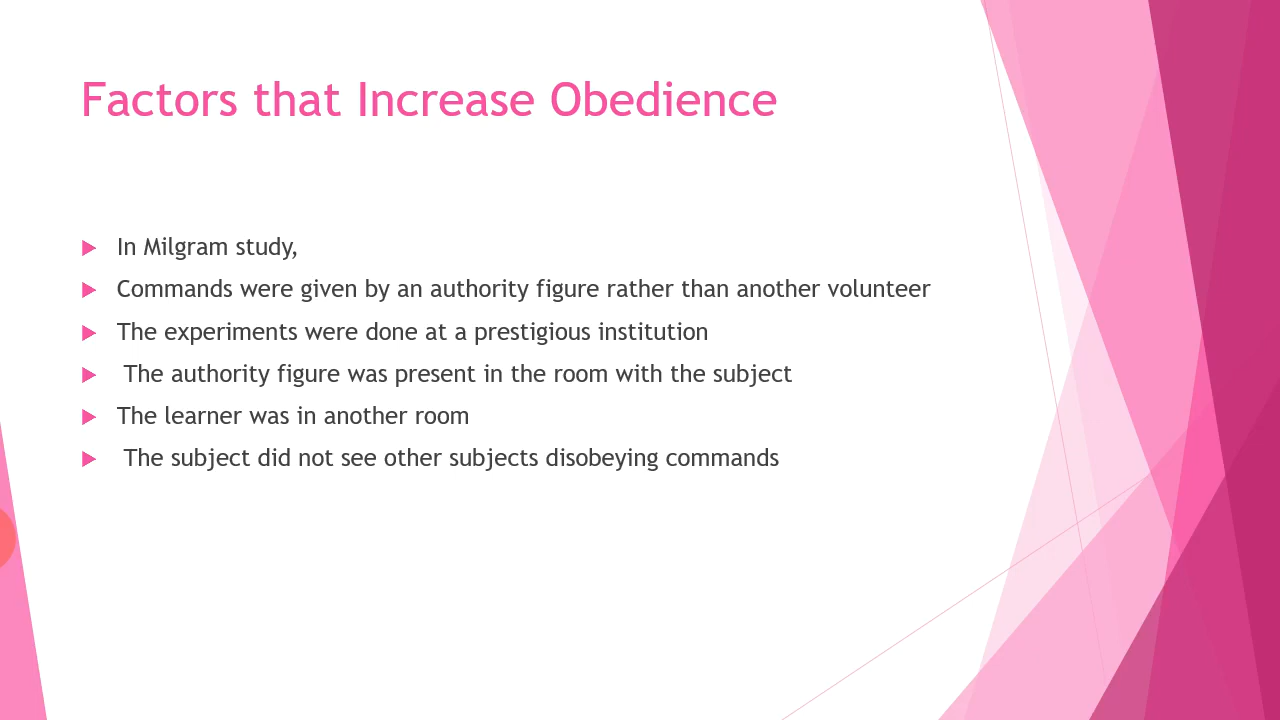 Factors that Increase Obedience
In Milgram study,
Commands were given by an authority figure rather than another volunteer
The experiments were done at a prestigious institution
The authority figure was present in the room with the subject
The learner was in another room
The subject did not see other subjects disobeying commands